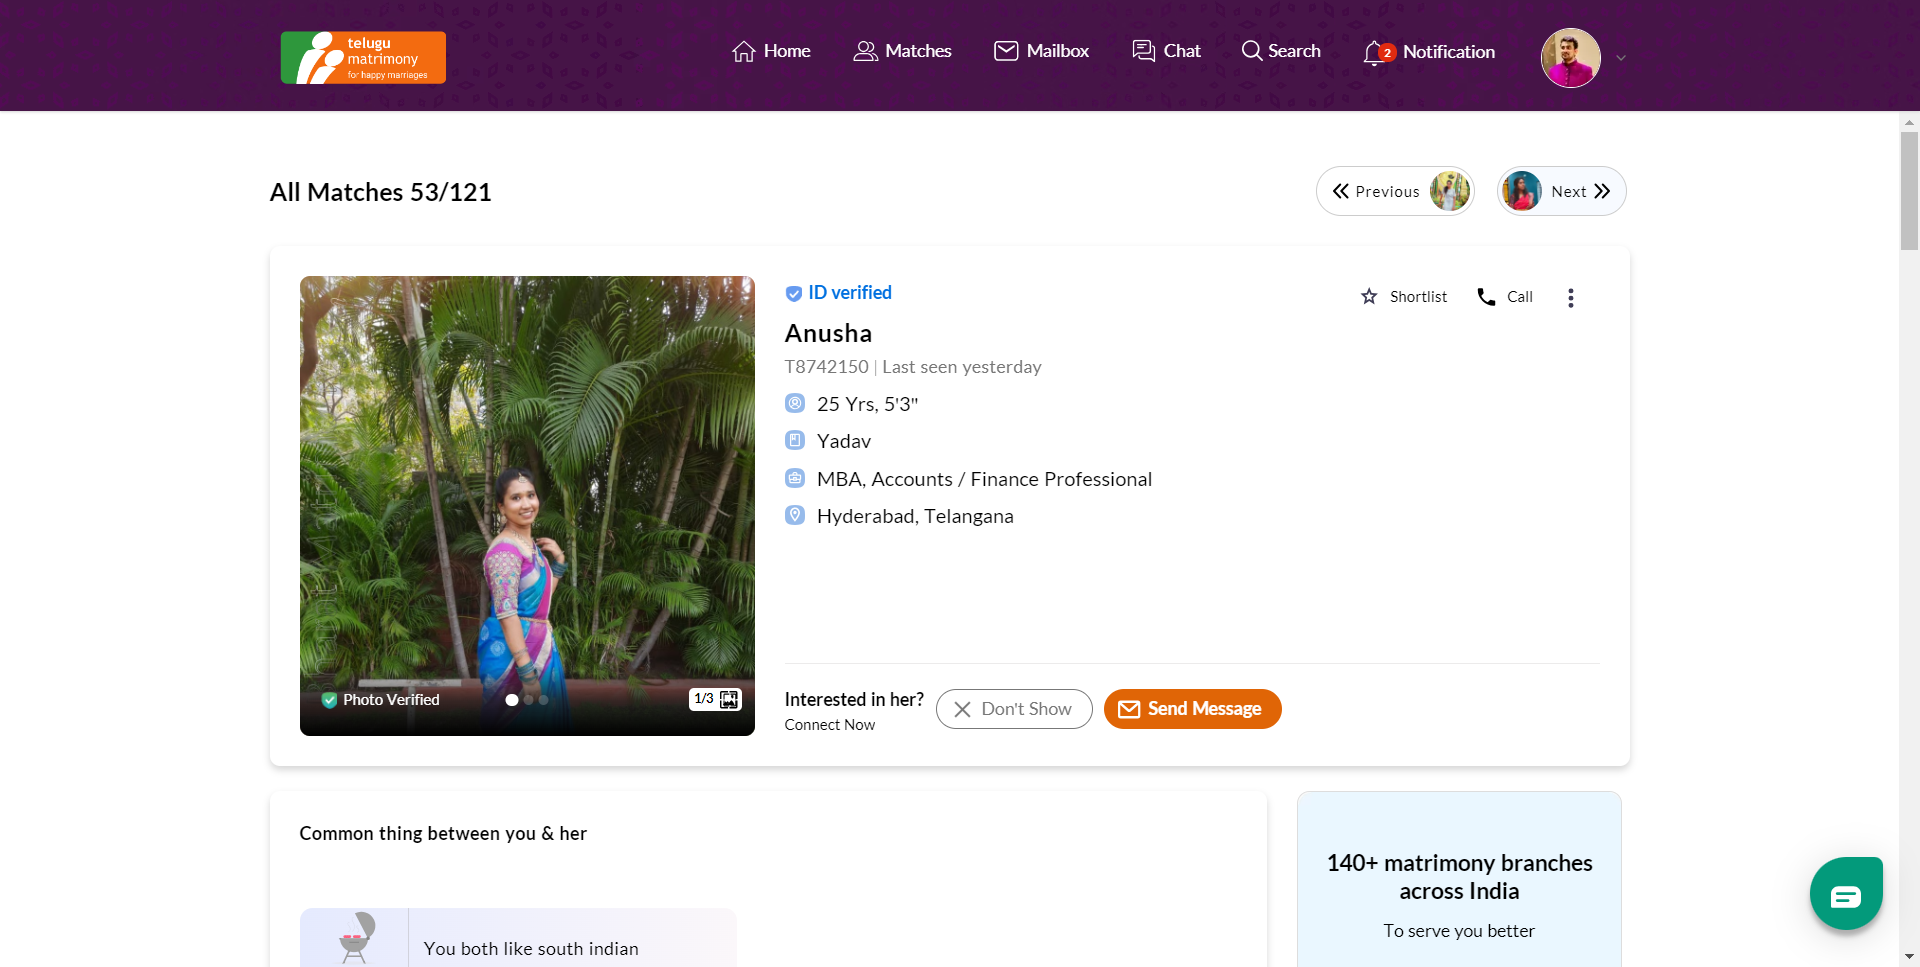 telugu
matrimony
for happy marriages
Home
Matches
Mailbox
Chat
Search
2
Notification
All Matches 53/121
Previous
Next
ID verified
Shortlist
Call
Anusha
T8742150 | Last seen yesterday
25 Yrs, 5'3"
Yadav
MBA, Accounts / Finance Professional
Hyderabad, Telangana
Photo Verified
1/3
Interested in her?
Connect Now
Don't Show
Send Message
Common thing between you & her
You both like south indian
140+ matrimony branches
across India
To serve you better